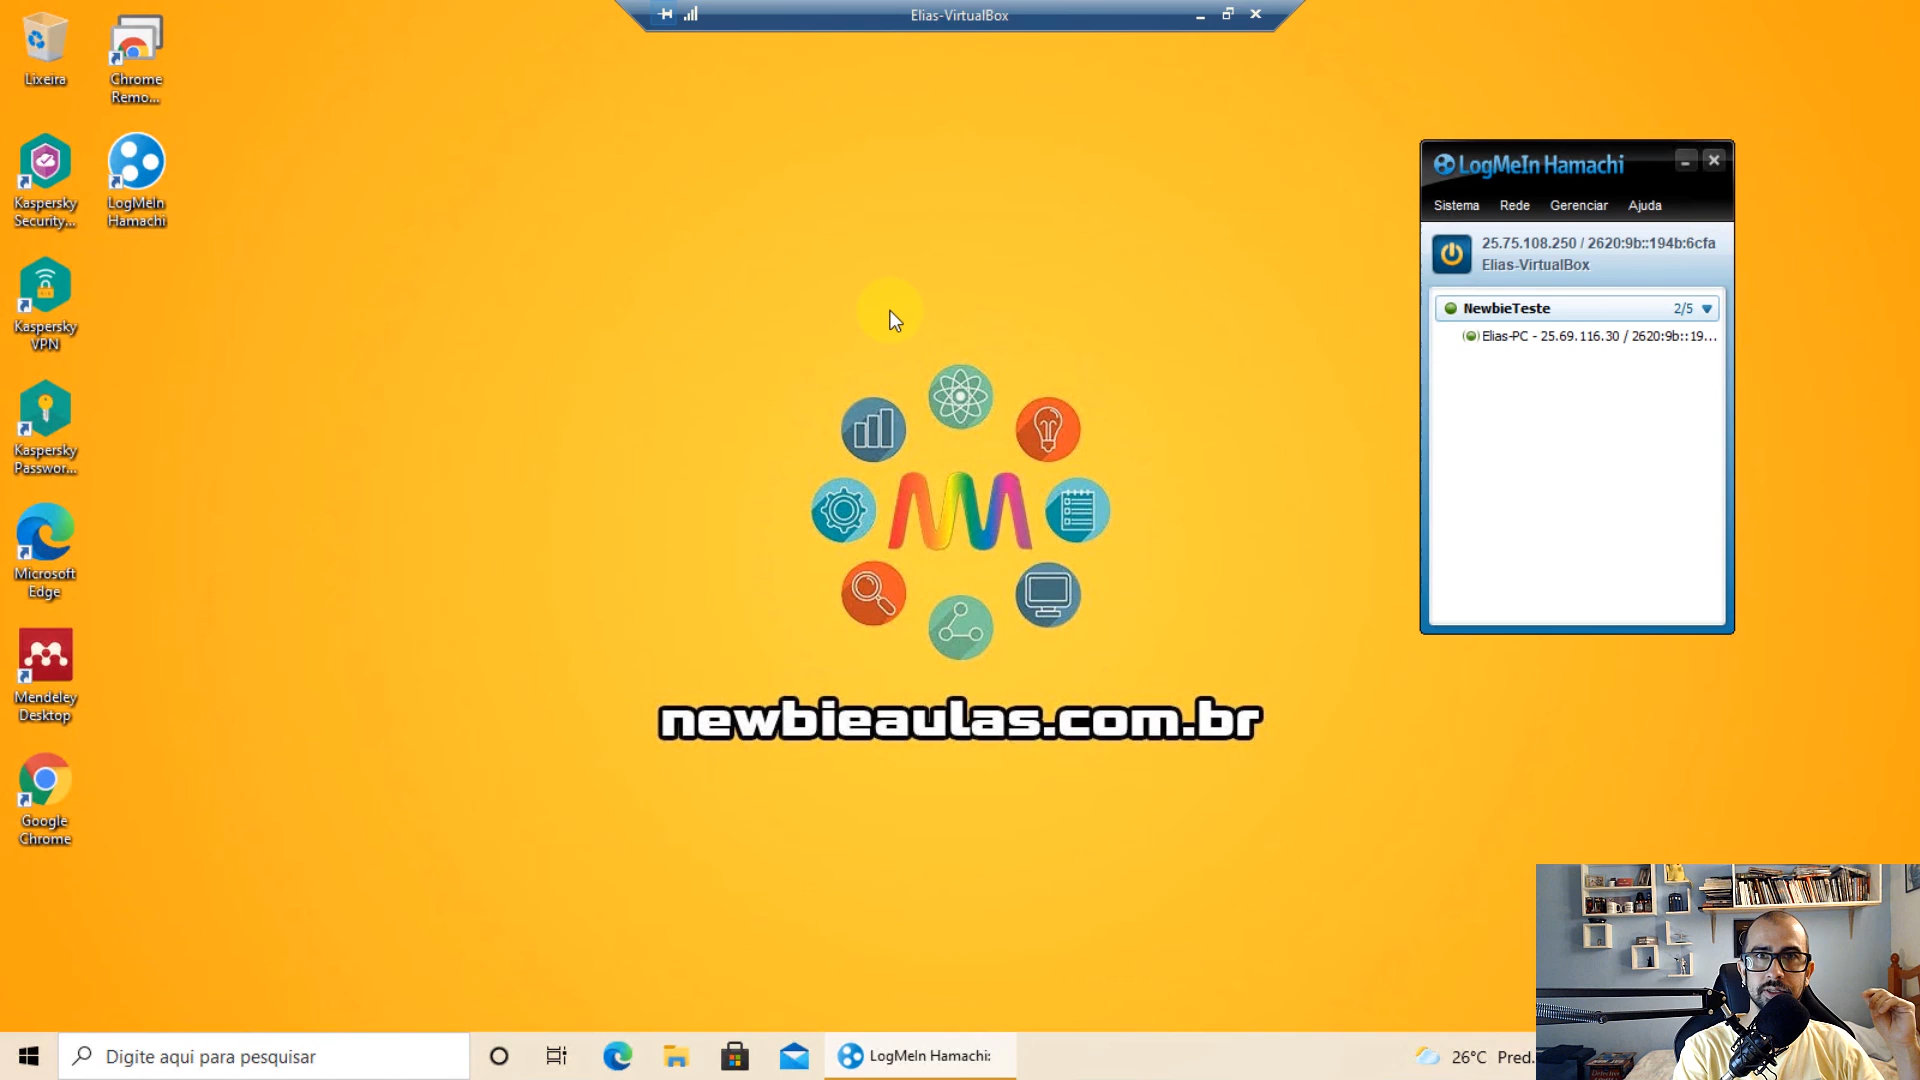 Elias-VirtualBox
Lixeira
Chrome
Remo...
Kaspersky
Security...
LogMeIn
Hamachi
Kaspersky
VPN
Kaspersky
Passwor...
Microsoft
Edge
Mendeley
Desktop
Google
Chrome
LogMeIn Hamachi
Sistema Rede Gerenciar Ajuda
25.75.108.250 / 2620:9b::194b:6cfa
Elias-VirtualBox
NewbieTeste 2/5
Elias-PC - 25.69.116.30 / 2620:9b::19...
newbieaulas.com.br
Digite aqui para pesquisar
LogMeIn Hamachi:
26°C Pred.